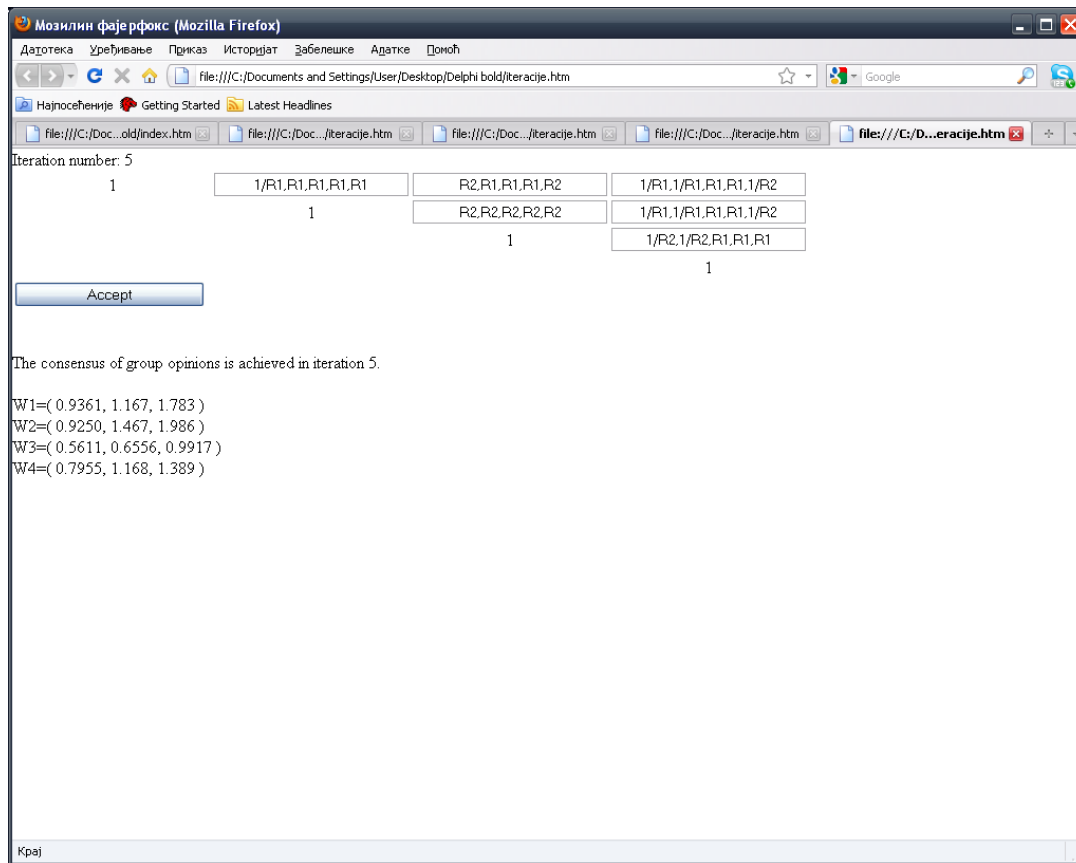 Мозилин фајерфокс (Mozilla Firefox)
Датотека Уређивање Приказ Историјат Забелешке Алатке Помоћ
file:///C:/Documents and Settings/User/Desktop/Delphi bold/iteracije.htm Google
Најпосећеније Getting Started Latest Headlines
file:///C:/Doc...old/index.htm file:///C:/Doc.../iteracije.htm file:///C:/Doc.../iteracije.htm file:///C:/Doc.../iteracije.htm file:///C:/D...eracije.htm
Iteration number: 5
1 1/R1,R1,R1,R1,R1 R2,R1,R1,R1,R2 1/R1,1/R1,R1,R1,1/R2
1 R2,R2,R2,R2,R2 1/R1,1/R1,R1,R1,1/R2
1 1/R2,1/R2,R1,R1,R1
1
Accept
The consensus of group opinions is achieved in iteration 5.
W1=( 0.9361, 1.167, 1.783 )
W2=( 0.9250, 1.467, 1.986 )
W3=( 0.5611, 0.6556, 0.9917 )
W4=( 0.7955, 1.168, 1.389 )
Крај